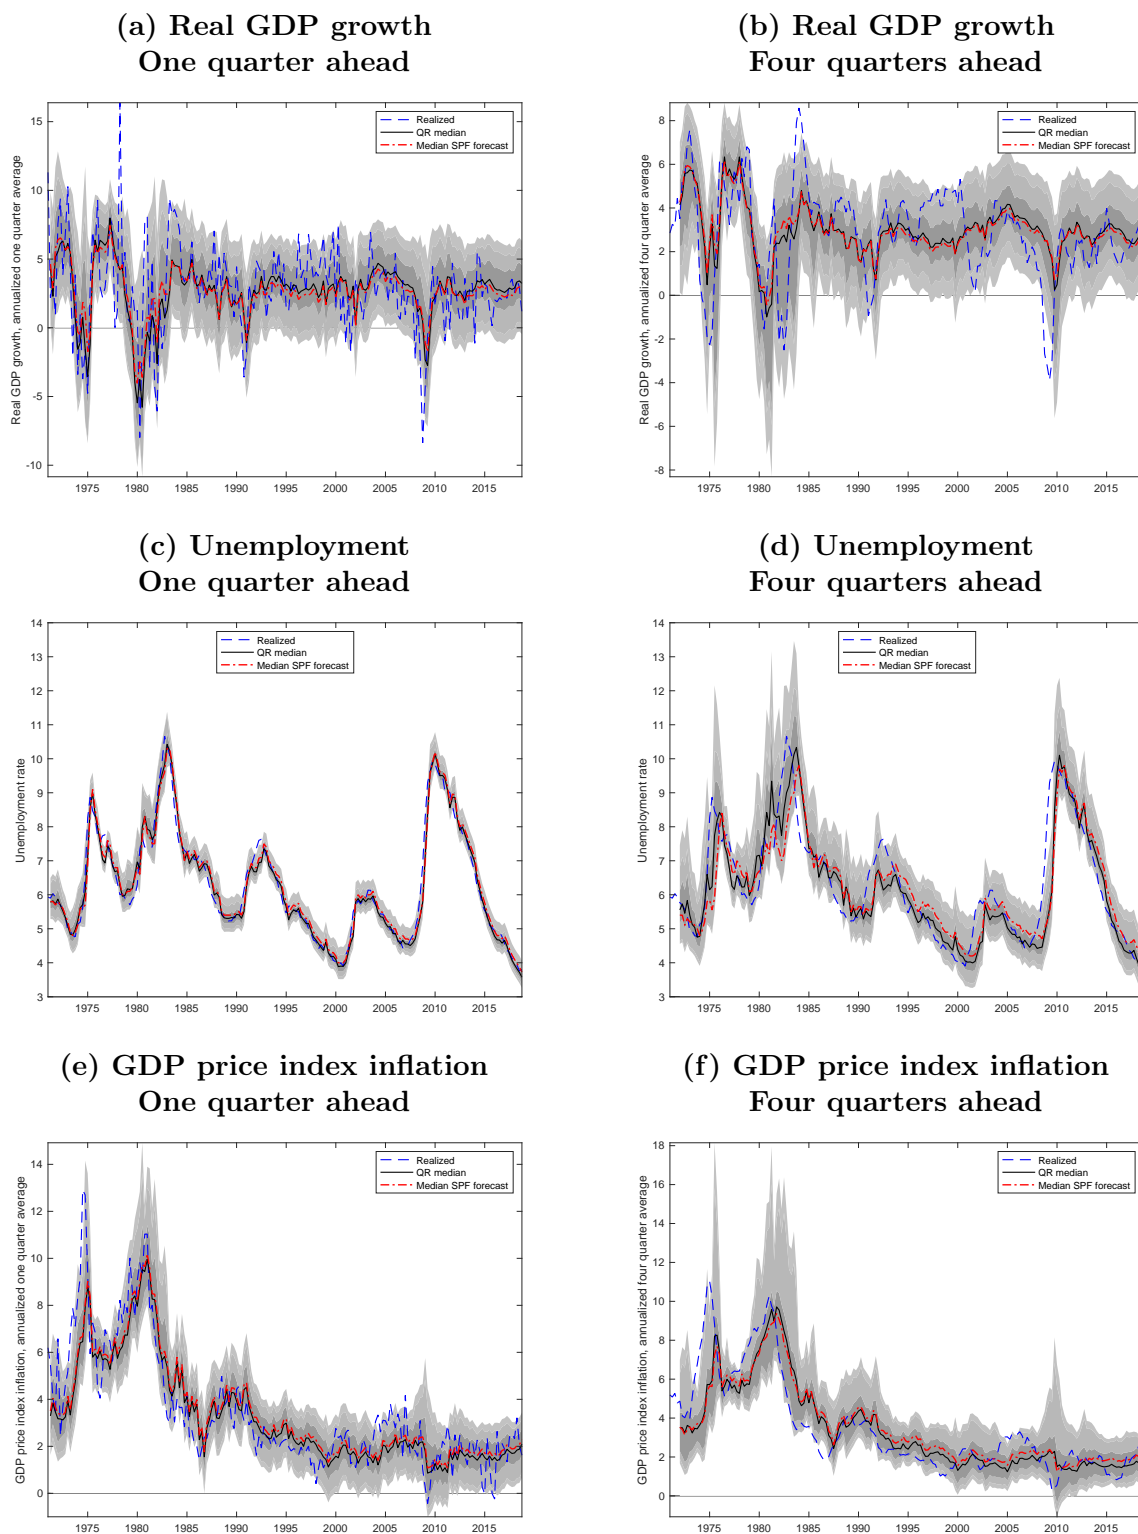 (a) Real GDP growth
One quarter ahead
Real GDP growth, annualized one quarter average
15
10
5
0
-5
-10
1975 1980 1985 1990 1995 2000 2005 2010 2015
Realized
QR median
Median SPF forecast
(b) Real GDP growth
Four quarters ahead
Real GDP growth, annualized four quarter average
8
6
4
2
0
-2
-4
-6
-8
1975 1980 1985 1990 1995 2000 2005 2010 2015
Realized
QR median
Median SPF forecast
(c) Unemployment
One quarter ahead
Unemployment rate
14
13
12
11
10
9
8
7
6
5
4
3
1975 1980 1985 1990 1995 2000 2005 2010 2015
Realized
QR median
Median SPF forecast
(d) Unemployment
Four quarters ahead
Unemployment rate
14
13
12
11
10
9
8
7
6
5
4
3
1975 1980 1985 1990 1995 2000 2005 2010 2015
Realized
QR median
Median SPF forecast
(e) GDP price index inflation
One quarter ahead
GDP price index inflation, annualized one quarter average
14
12
10
8
6
4
2
0
1975 1980 1985 1990 1995 2000 2005 2010 2015
Realized
QR median
Median SPF forecast
(f) GDP price index inflation
Four quarters ahead
GDP price index inflation, annualized four quarter average
18
16
14
12
10
8
6
4
2
0
1975 1980 1985 1990 1995 2000 2005 2010 2015
Realized
QR median
Median SPF forecast